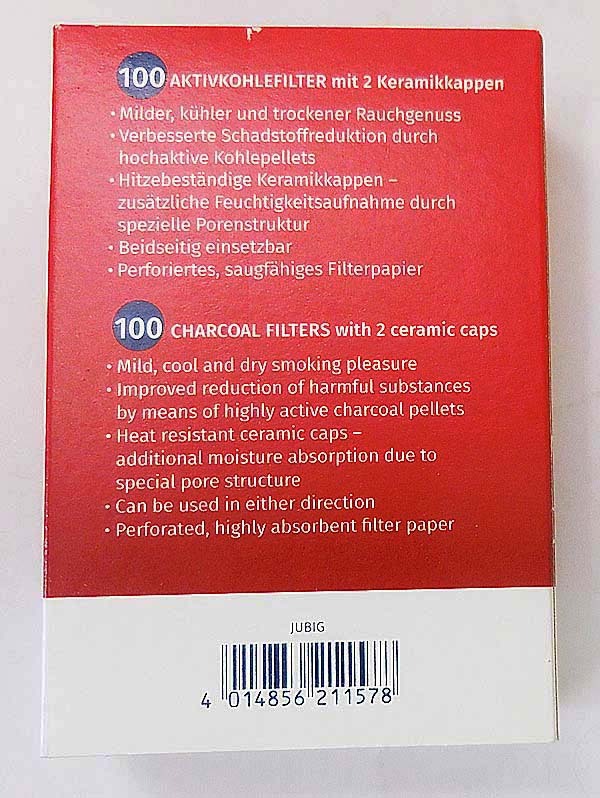 100 AKTIVKOHLEFILTER mit 2 Keramikkappen
• Milder, kühler und trockener Rauchgenuss
• Verbesserte Schadstoffreduktion durch
hochaktive Kohlepellets
• Hitzebeständige Keramikkappen –
zusätzliche Feuchtigkeitsaufnahme durch
spezielle Porenstruktur
• Beidseitig einsetzbar
• Perforiertes, saugfähiges Filterpapier
100 CHARCOAL FILTERS with 2 ceramic caps
• Mild, cool and dry smoking pleasure
• Improved reduction of harmful substances
by means of highly active charcoal pellets
• Heat resistant ceramic caps –
additional moisture absorption due to
special pore structure
• Can be used in either direction
• Perforated, highly absorbent filter paper
JUBIG
4 014856 211578